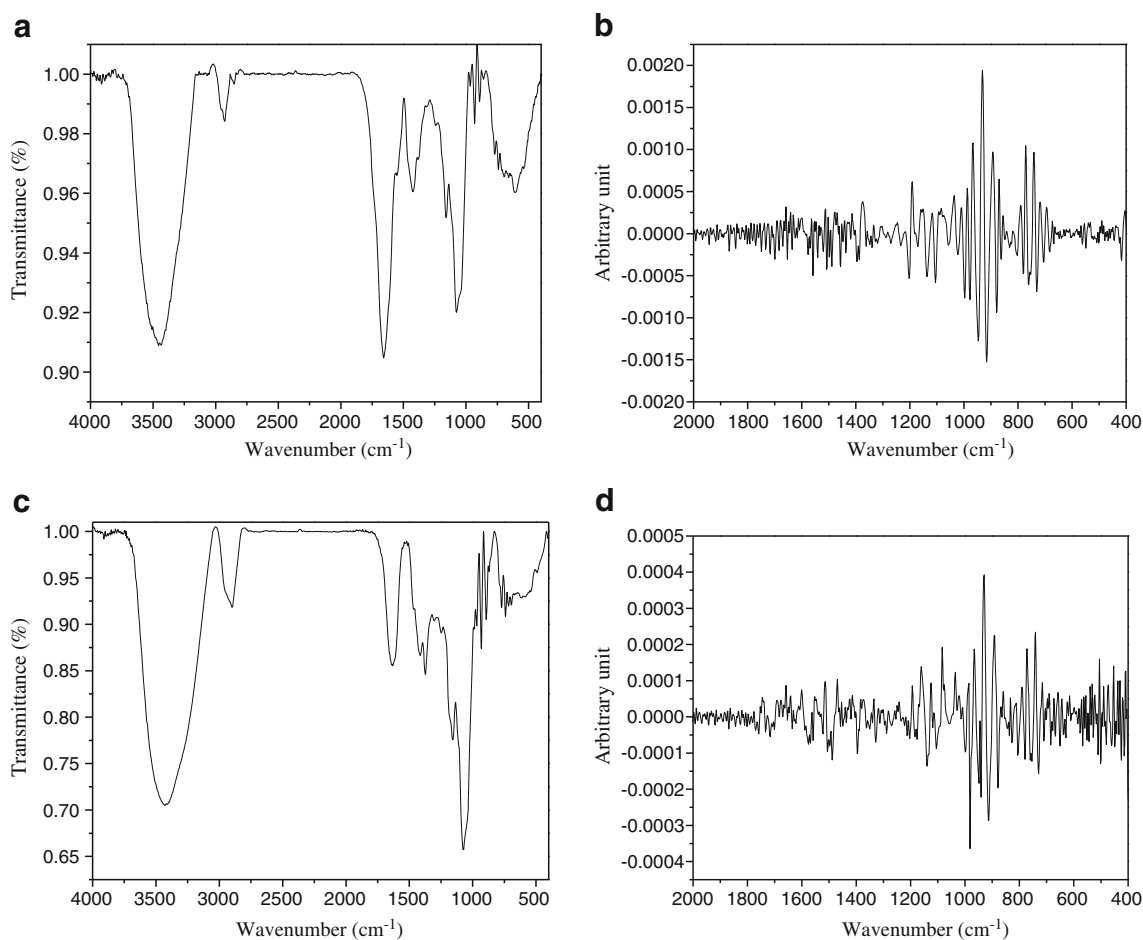 a
1.00
0.98
0.96
0.94
0.92
0.90
Transmittance (%)
4000 3500 3000 2500 2000 1500 1000 500
Wavenumber (cm-1)
b
0.0020
0.0015
0.0010
0.0005
0.0000
-0.0005
-0.0010
-0.0015
-0.0020
Arbitrary unit
2000 1800 1600 1400 1200 1000 800 600 400
Wavenumber (cm-1)
c
1.00
0.95
0.90
0.85
0.80
0.75
0.70
0.65
Transmittance (%)
4000 3500 3000 2500 2000 1500 1000 500
Wavenumber (cm-1)
d
0.0005
0.0004
0.0003
0.0002
0.0001
0.0000
-0.0001
-0.0002
-0.0003
-0.0004
Arbitrary unit
2000 1800 1600 1400 1200 1000 800 600 400
Wavenumber (cm-1)